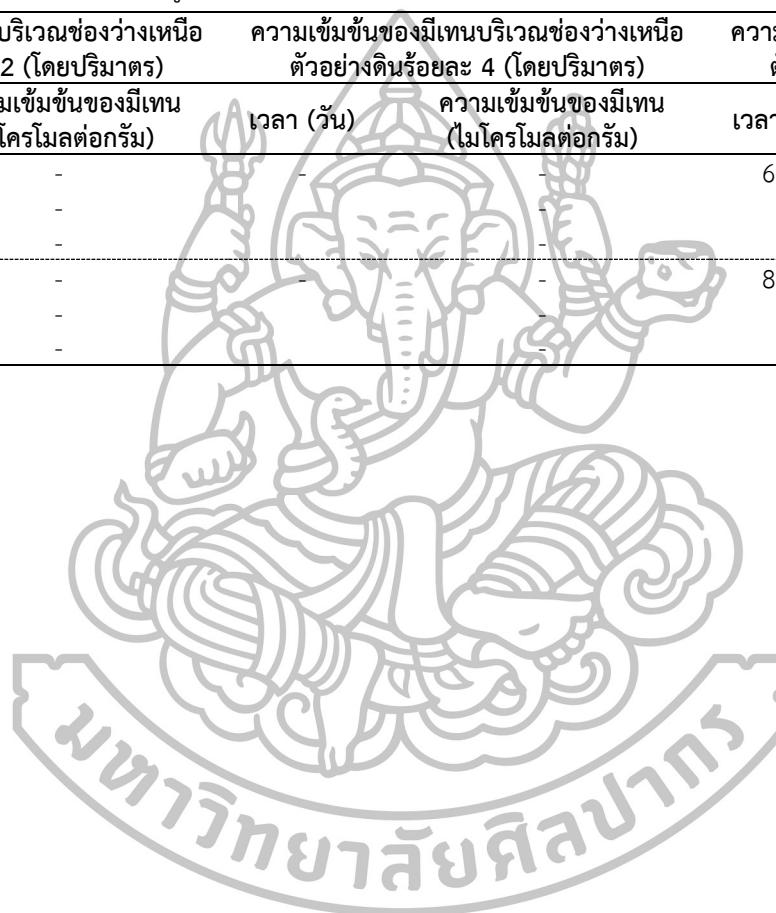 บริเวณช่องว่างเหนือ ความเข้มข้นของมีเทนบริเวณช่องว่างเหนือ
2 (โดยปริมาตร) ตัวอย่างดินร้อยละ 4 (โดยปริมาตร)
มเข้มข้นของมีเทน เวลา (วัน) ความเข้มข้นของมีเทน เวลา
โครโมลต่อกรัม) (ไมโครโมลต่อกรัม)
- - - 6
- -
- -
- - - 8
- -
- -
มหาวิทยาลัยศิลปากร